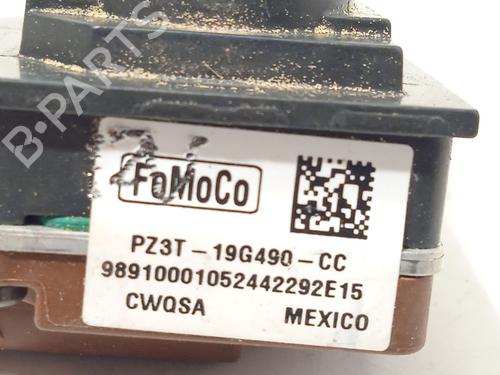 B-PARTS
FoMoCo
PZ3T-19G490-CC
98910001052442292E15
CWQSA MEXICO